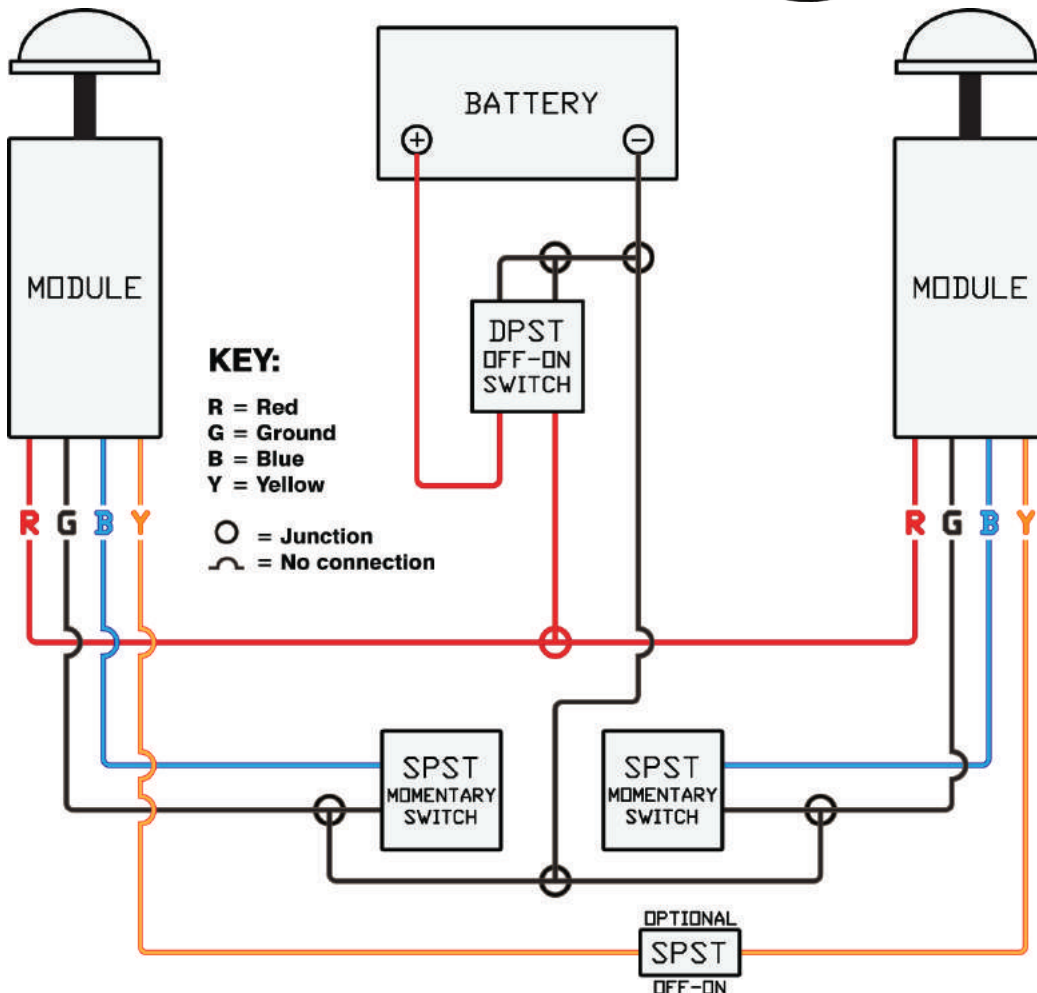 BATTERY
+
−
MODULE
MODULE
DPST
OFF-ON
SWITCH
KEY:
R = Red
G = Ground
B = Blue
Y = Yellow
= Junction
= No connection
R G B Y
R G B Y
SPST
MOMENTARY
SWITCH
SPST
MOMENTARY
SWITCH
OPTIONAL
SPST
OFF-ON